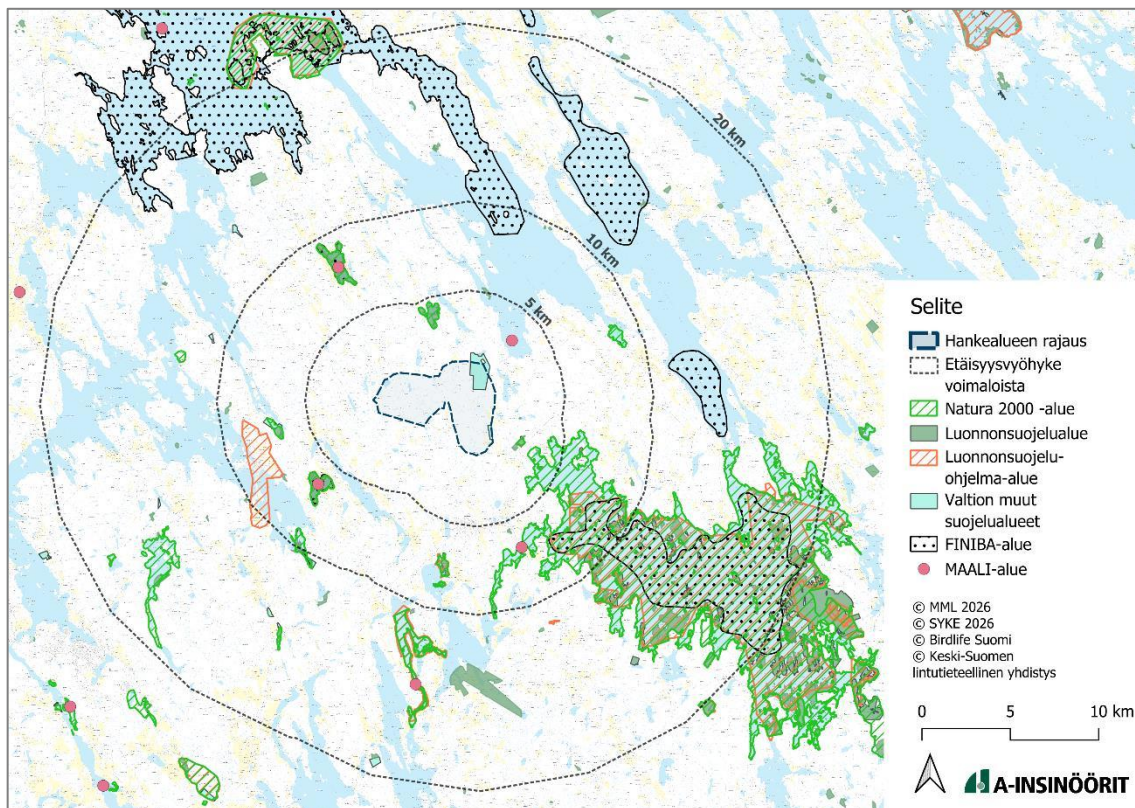 20 km
10 km
5 km
Selite
Hankealueen rajaus
Etäisyysvyöhyke
voimaloista
Natura 2000 -alue
Luonnonsuojelualue
Luonnonsuojelu-
ohjelma-alue
Valtion muut
suojelualueet
FINIBA-alue
MAALI-alue
© MML 2026
© SYKE 2026
© Birdlife Suomi
© Keski-Suomen
lintutieteellinen yhdistys
0 5 10 km
A-INSINÖÖRIT